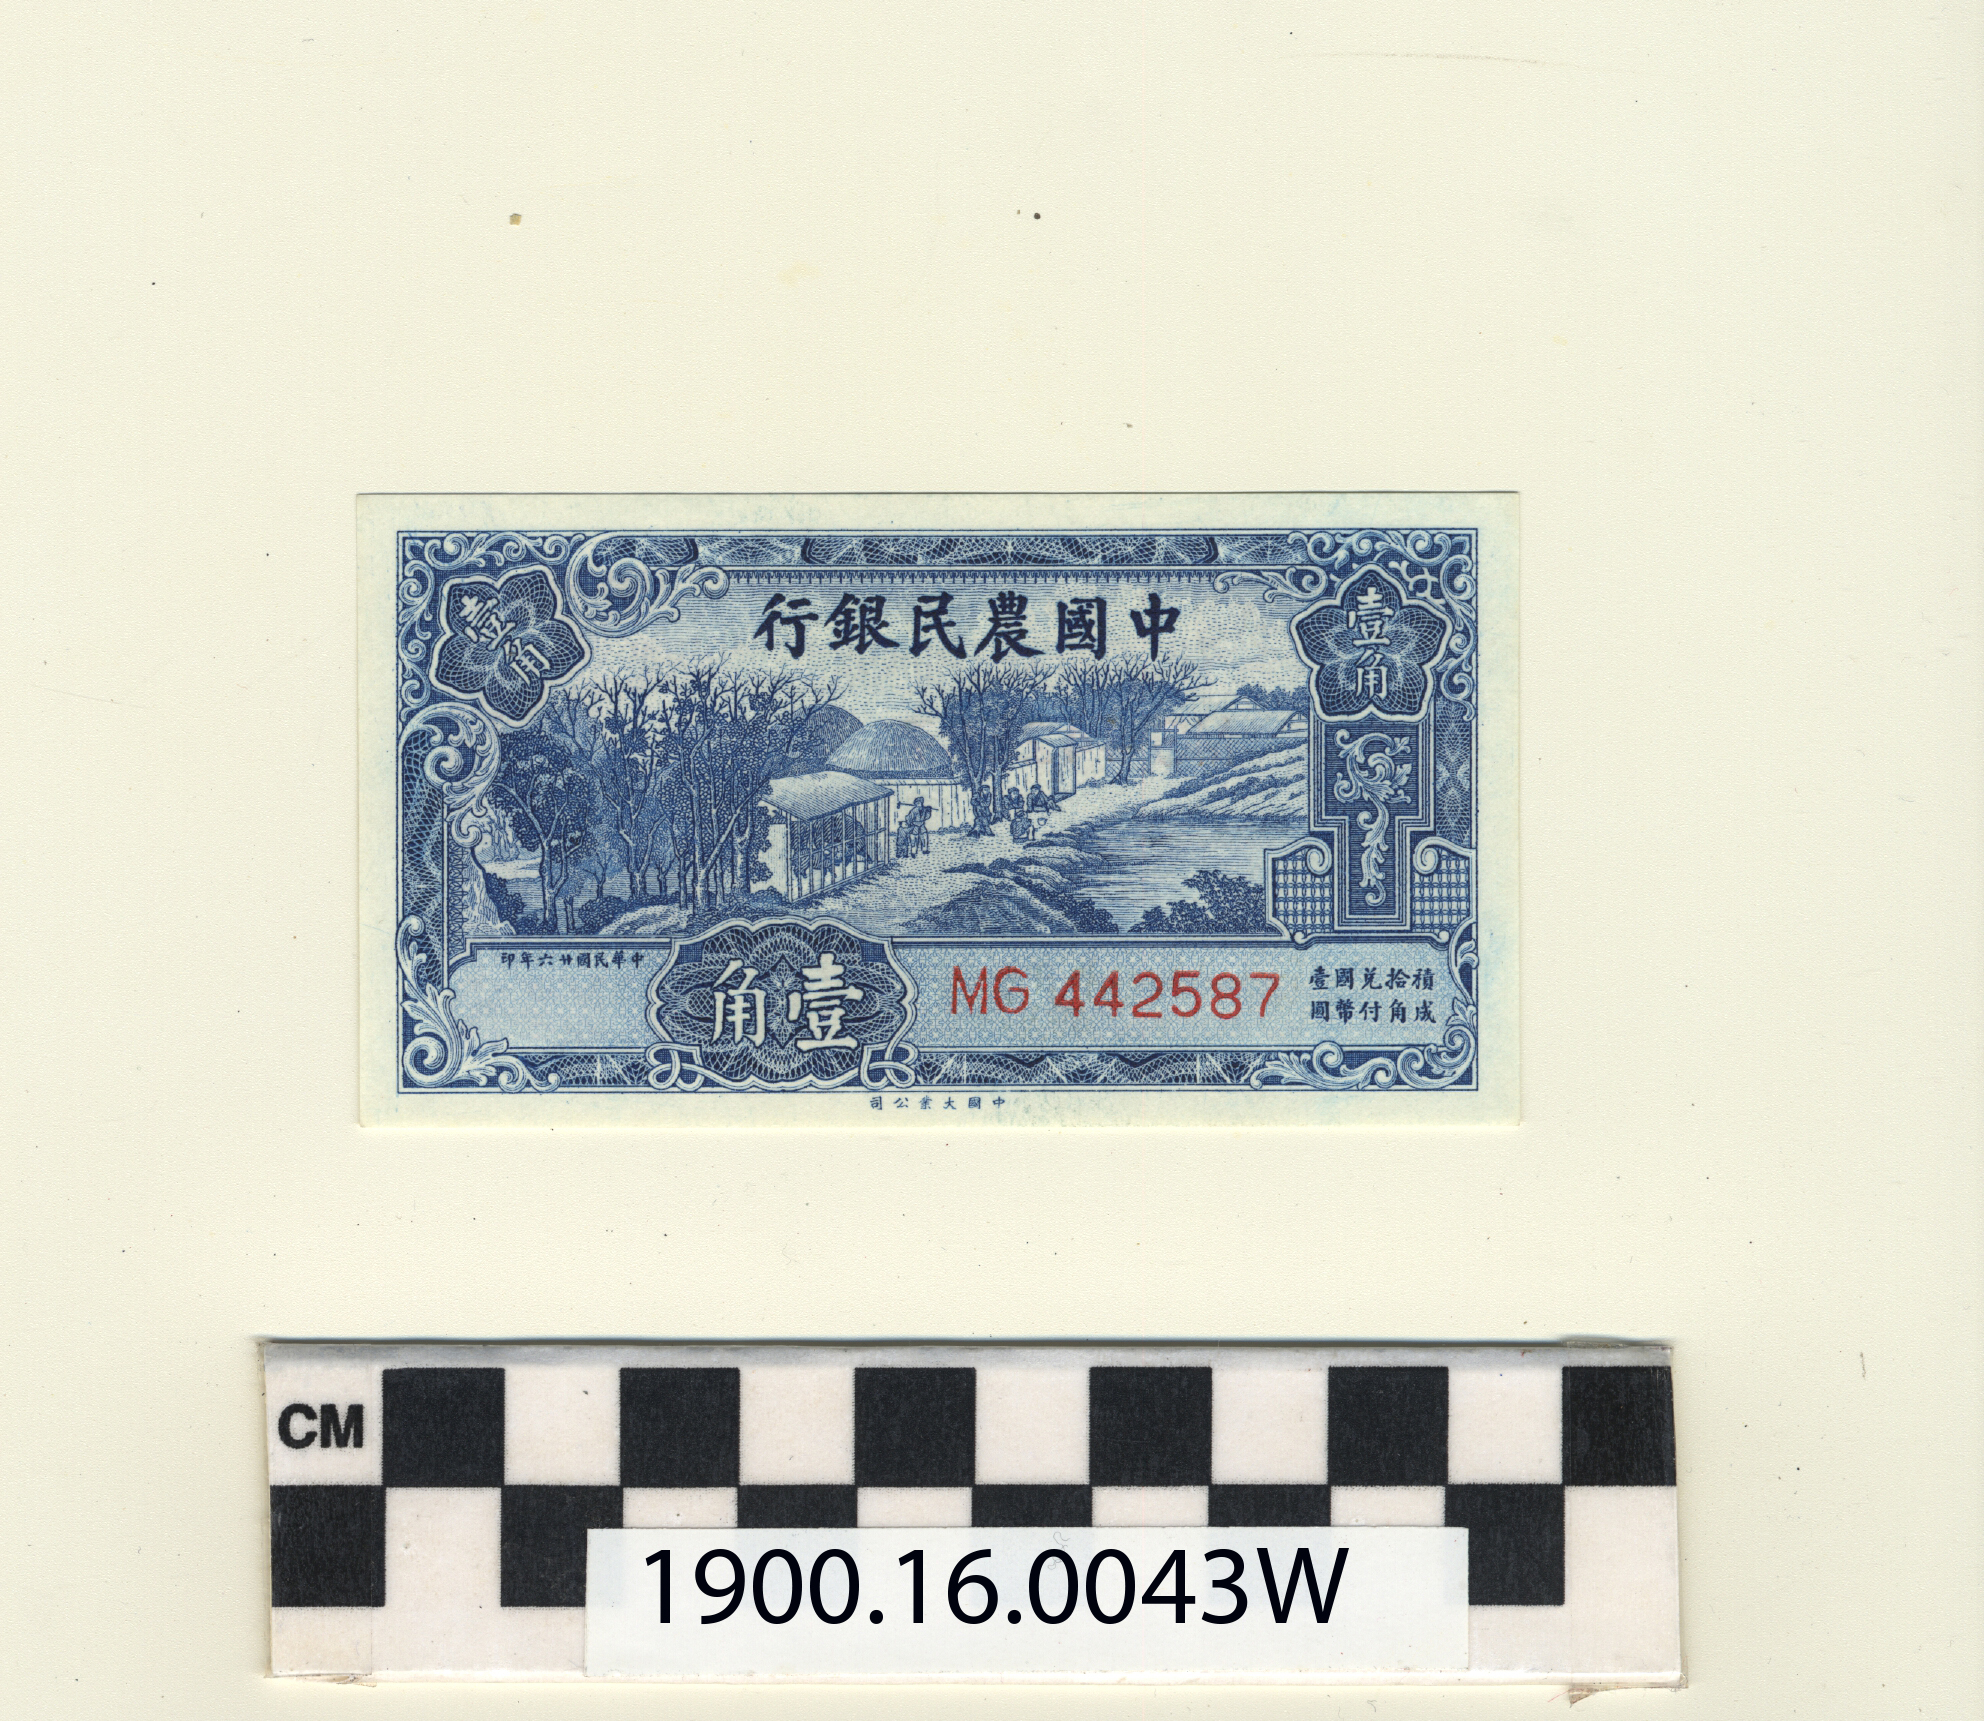 中國農民銀行
壹角
壹角
中華民國廿六年印
壹角
MG 442587
積成拾角兌付國幣壹圓
中國大業公司
CM
1900.16.0043W